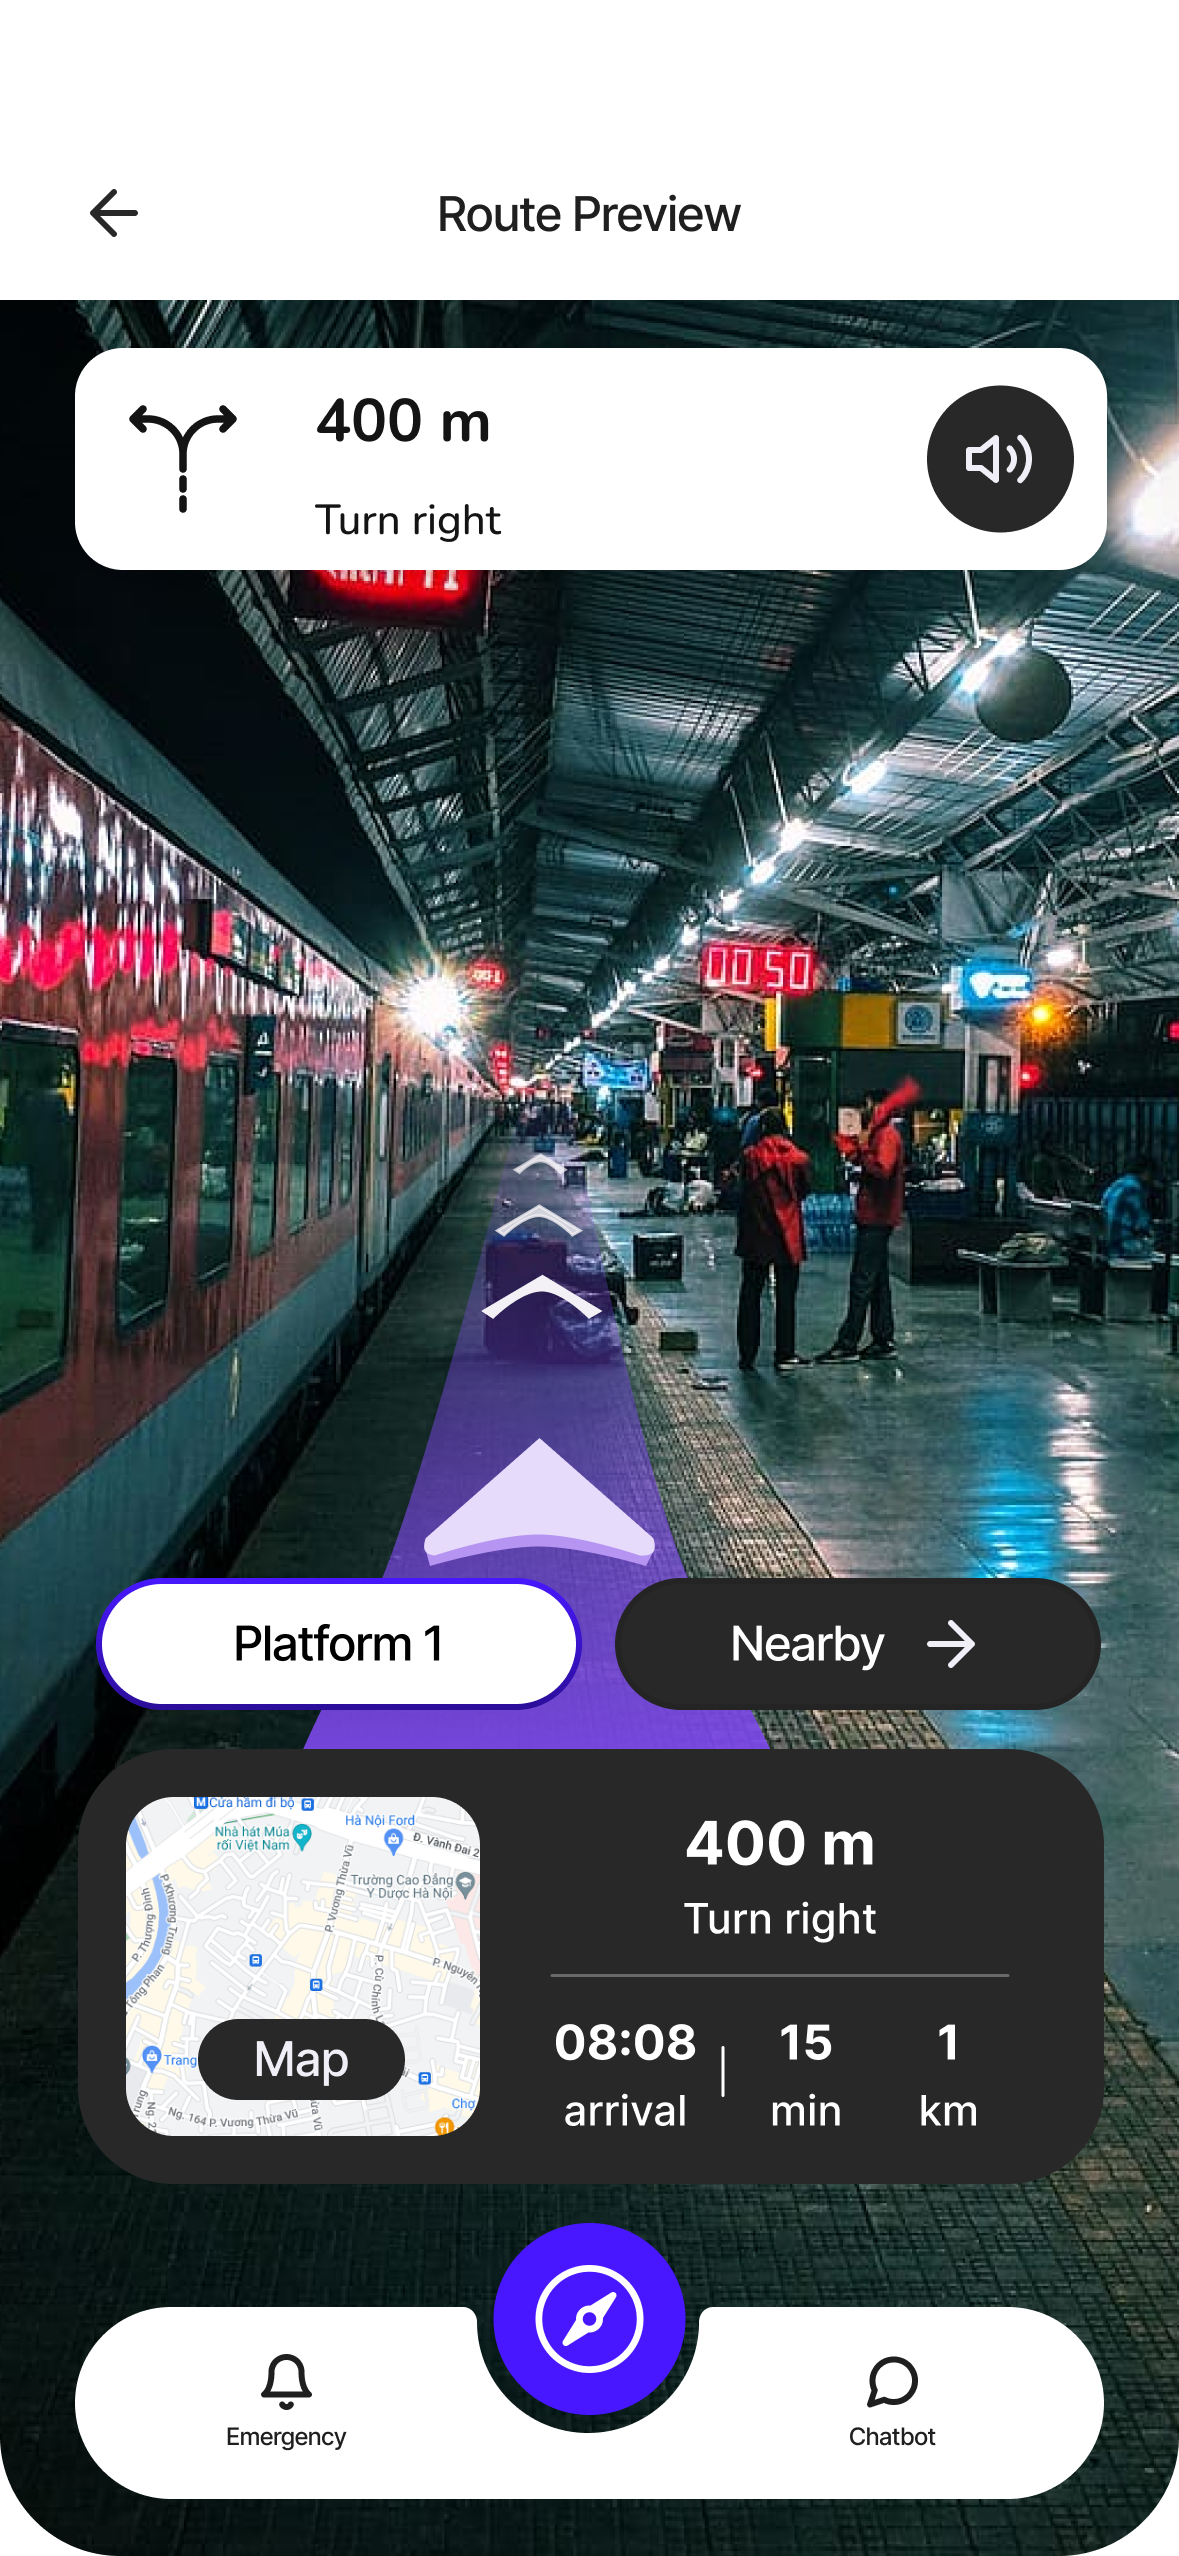 Route Preview
400 m
Turn right
00:50
Platform 1
Nearby
Cửa hầm đi bộ
Hà Nội Ford
Nhà hát Múa
rối Việt Nam
Đ. Vành Đai 2
Trường Cao Đẳng
Y Dược Hà Nội
P. Vương Thừa Vũ
P. Khương Trung
P. Thượng Đình
P. Cù Chính L
P. Nguyễn
Tống Phan
Trang
Map
Chợ
Ng. 164 P. Vương Thừa Vũ
400 m
Turn right
08:08
15
1
arrival
min
km
Emergency
Chatbot